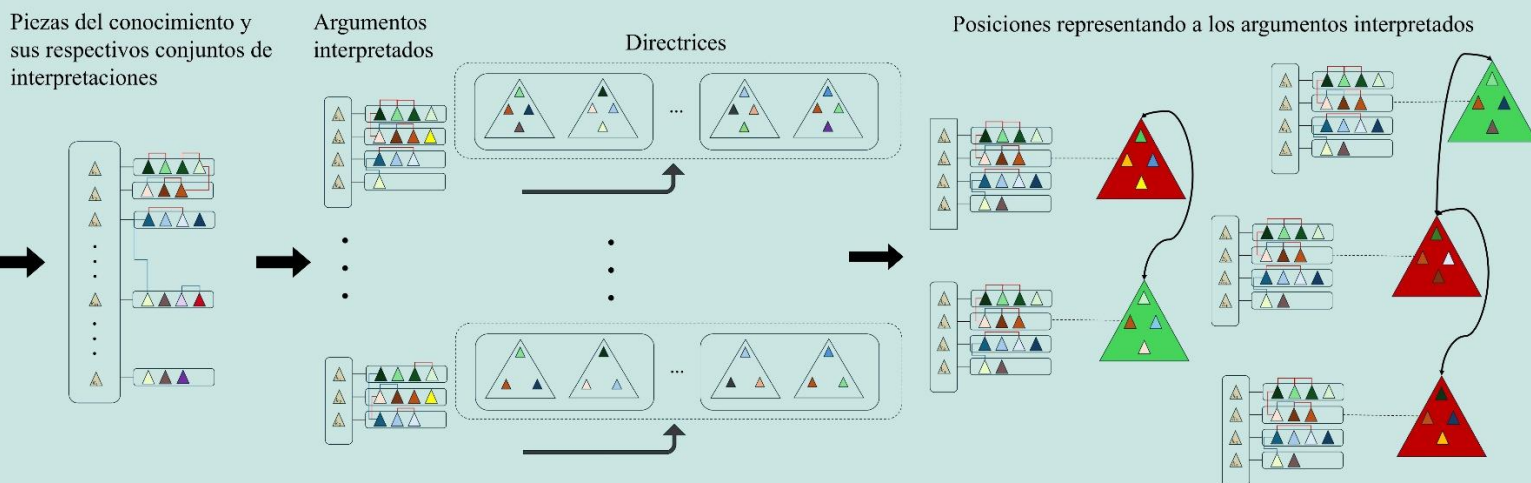 Piezas del conocimiento y
sus respectivos conjuntos de
interpretaciones
Argumentos
interpretados
Directrices
...
...
Posiciones representando a los argumentos interpretados